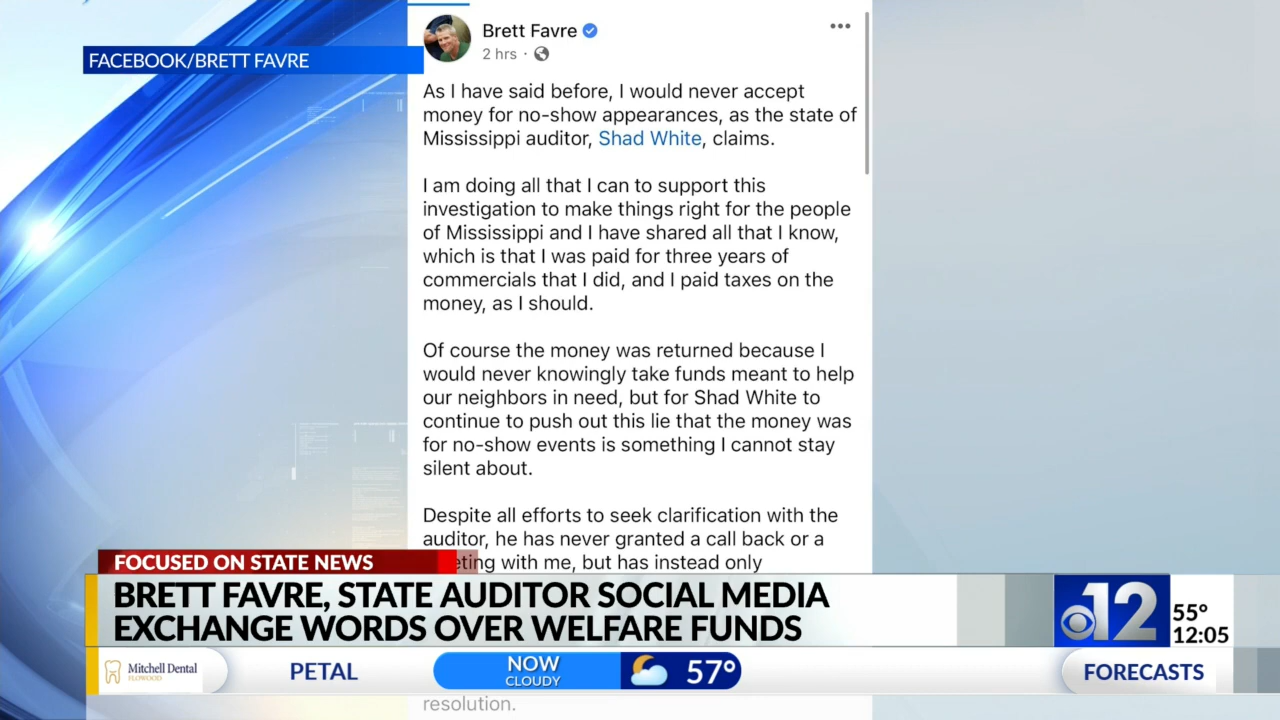 FACEBOOK/BRETT FAVRE
Brett Favre
2 hrs ·
As I have said before, I would never accept
money for no-show appearances, as the state of
Mississippi auditor, Shad White, claims.
I am doing all that I can to support this
investigation to make things right for the people
of Mississippi and I have shared all that I know,
which is that I was paid for three years of
commercials that I did, and I paid taxes on the
money, as I should.
Of course the money was returned because I
would never knowingly take funds meant to help
our neighbors in need, but for Shad White to
continue to push out this lie that the money was
for no-show events is something I cannot stay
silent about.
Despite all efforts to seek clarification with the
auditor, he has never granted a call back or a
eting with me, but has instead only
FOCUSED ON STATE NEWS
BRETT FAVRE, STATE AUDITOR SOCIAL MEDIA
EXCHANGE WORDS OVER WELFARE FUNDS
12
55°
12:05
Mitchell Dental
FLOWOOD
PETAL
NOW
CLOUDY
57°
FORECASTS
resolution.